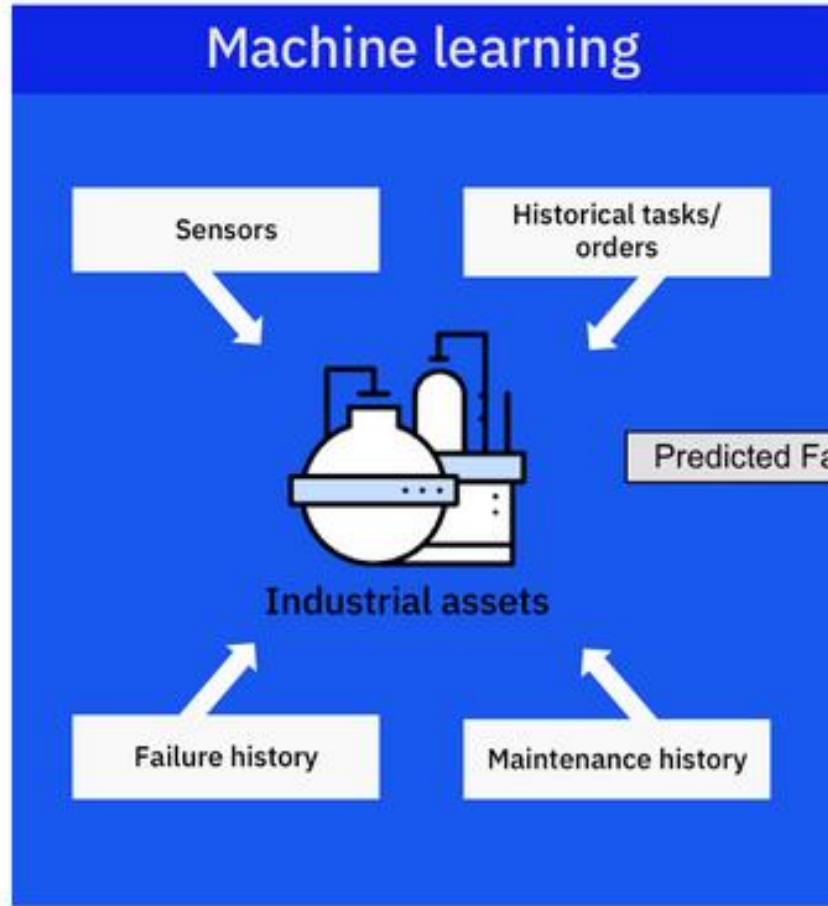 Machine learning
Sensors
Historical tasks/
orders
Predicted
Industrial assets
Failure history
Maintenance history